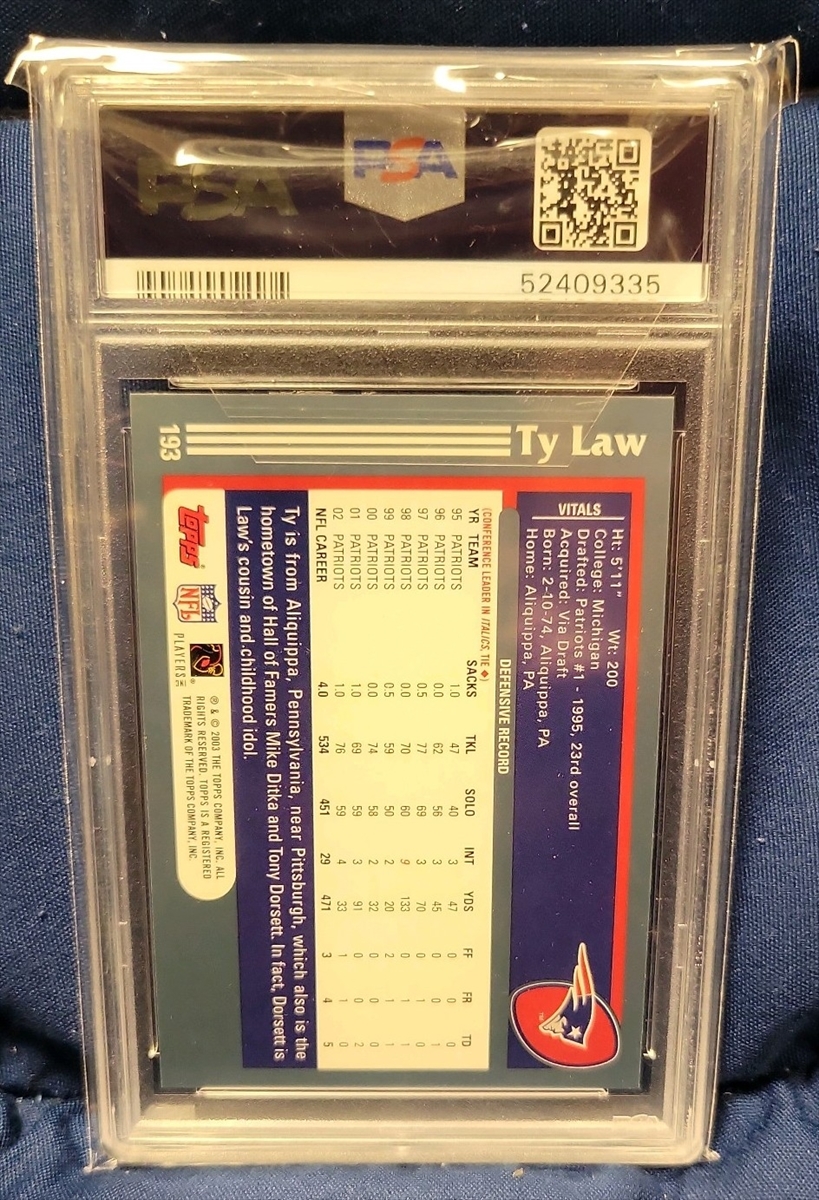 PSA
PSA
52409335
193 Ty Law
VITALS
Ht: 5'11" Wt: 200
College: Michigan
Drafted: Patriots #1 - 1995, 23rd overall
Acquired: Via Draft
Born: 2-10-74, Aliquippa, PA
Home: Aliquippa, PA
DEFENSIVE RECORD
(CONFERENCE LEADER IN ITALICS, TIE ◆)
YR TEAM SACKS TKL SOLO INT YDS FF FR TD
95 PATRIOTS 1.0 47 40 3 47 0 0 0
96 PATRIOTS 0.0 62 56 3 45 0 0 1
97 PATRIOTS 0.5 77 69 3 70 0 1 0
98 PATRIOTS 0.0 70 60 9 133 0 1 1
99 PATRIOTS 0.5 59 50 2 20 2 1 1
00 PATRIOTS 0.0 74 58 2 32 0 0 0
01 PATRIOTS 1.0 69 59 3 91 0 0 2
02 PATRIOTS 1.0 76 59 4 33 1 1 0
NFL CAREER 4.0 534 451 29 471 3 4 5
Ty is from Aliquippa, Pennsylvania, near Pittsburgh, which also is the
hometown of Hall of Famers Mike Ditka and Tony Dorsett. In fact, Dorsett is
Law's cousin and childhood idol.
topps
NFL
PLAYERS INC
® & © 2003 THE TOPPS COMPANY, INC. ALL
RIGHTS RESERVED. TOPPS IS A REGISTERED
TRADEMARK OF THE TOPPS COMPANY, INC.